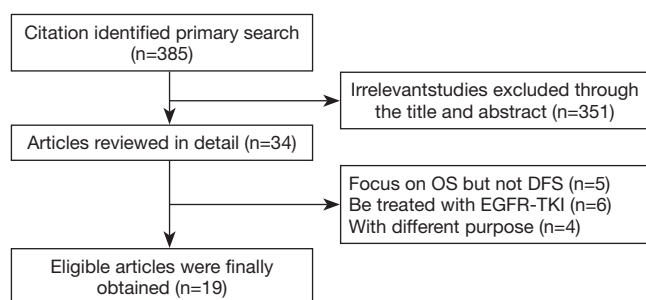 Citation identified primary search
(n=385)
Irrelevantstudies excluded through
the title and abstract (n=351)
Articles reviewed in detail (n=34)
Focus on OS but not DFS (n=5)
Be treated with EGFR-TKI (n=6)
With different purpose (n=4)
Eligible articles were finally
obtained (n=19)